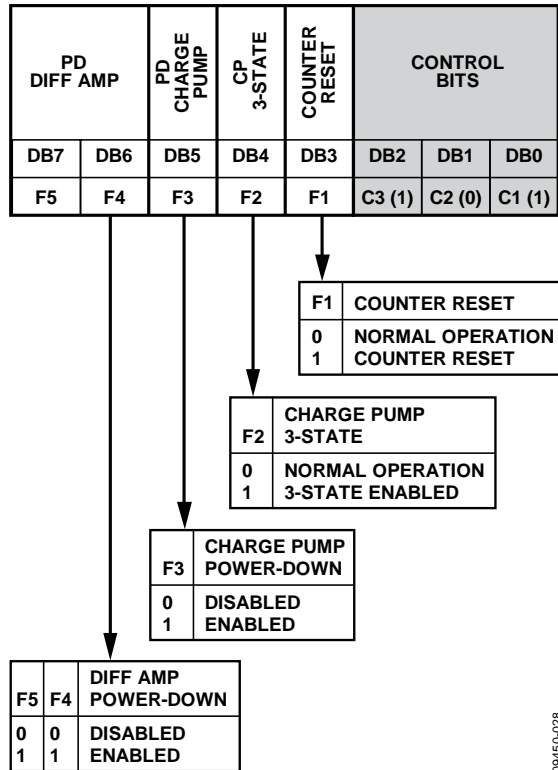 PD
DIFF AMP
PD
CHARGE
PUMP
CP
3-STATE
COUNTER
RESET
CONTROL
BITS
DB7 DB6 DB5 DB4 DB3 DB2 DB1 DB0
F5 F4 F3 F2 F1 C3 (1) C2 (0) C1 (1)
F1 COUNTER RESET
0 NORMAL OPERATION
1 COUNTER RESET
CHARGE PUMP
F2 3-STATE
0 NORMAL OPERATION
1 3-STATE ENABLED
CHARGE PUMP
F3 POWER-DOWN
0 DISABLED
1 ENABLED
DIFF AMP
F5 F4 POWER-DOWN
0 0 DISABLED
1 1 ENABLED
09450-028